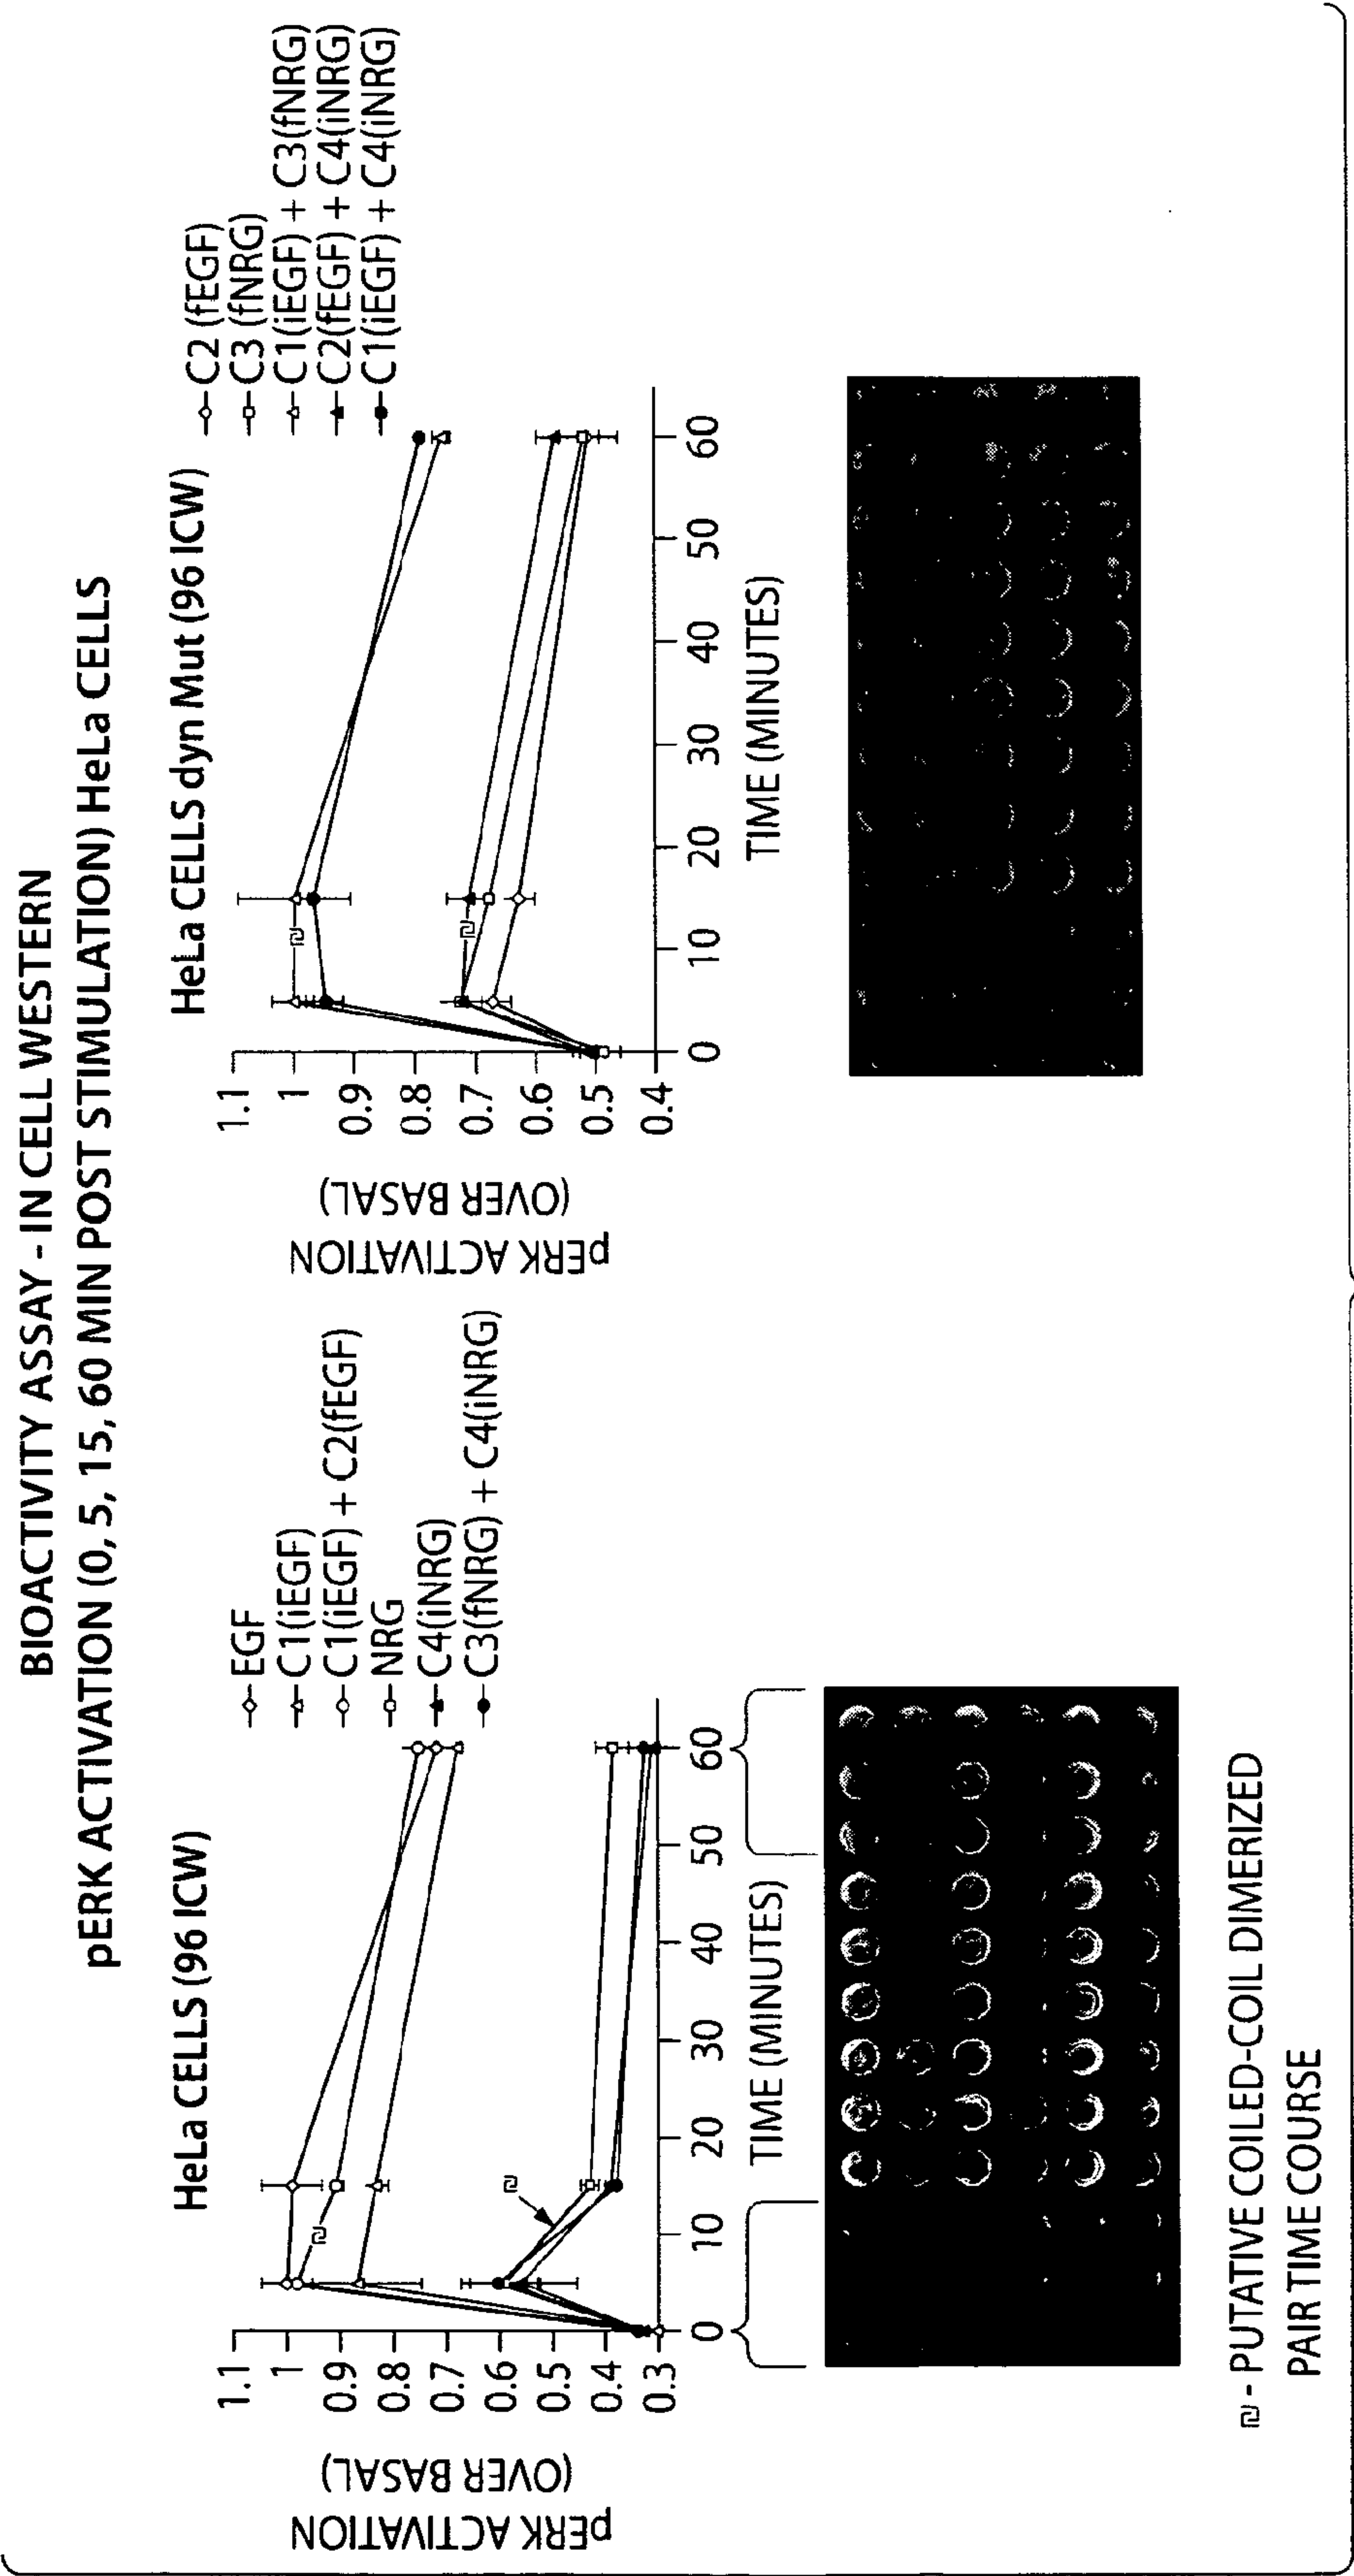 BIOACTIVITY ASSAY - IN CELL WESTERN
pERK ACTIVATION (0, 5, 15, 60 MIN POST STIMULATION) HeLa CELLS
HeLa CELLS (96 ICW)
pERK ACTIVATION
(OVER BASAL)
1.1
1
0.9
0.8
0.7
0.6
0.5
0.4
0.3
0
10
20
30
40
50
60
TIME (MINUTES)
EGF
C1(iEGF)
C1(iEGF) + C2(fEGF)
NRG
C4(iNRG)
C3(fNRG) + C4(iNRG)
HeLa CELLS dyn Mut (96 ICW)
pERK ACTIVATION
(OVER BASAL)
1.1
1
0.9
0.8
0.7
0.6
0.5
0.4
0
10
20
30
40
50
60
TIME (MINUTES)
C2 (fEGF)
C3 (fNRG)
C1(iEGF) + C3(fNRG)
C2(fEGF) + C4(iNRG)
C1(iEGF) + C4(iNRG)
- PUTATIVE COILED-COIL DIMERIZED
PAIR TIME COURSE